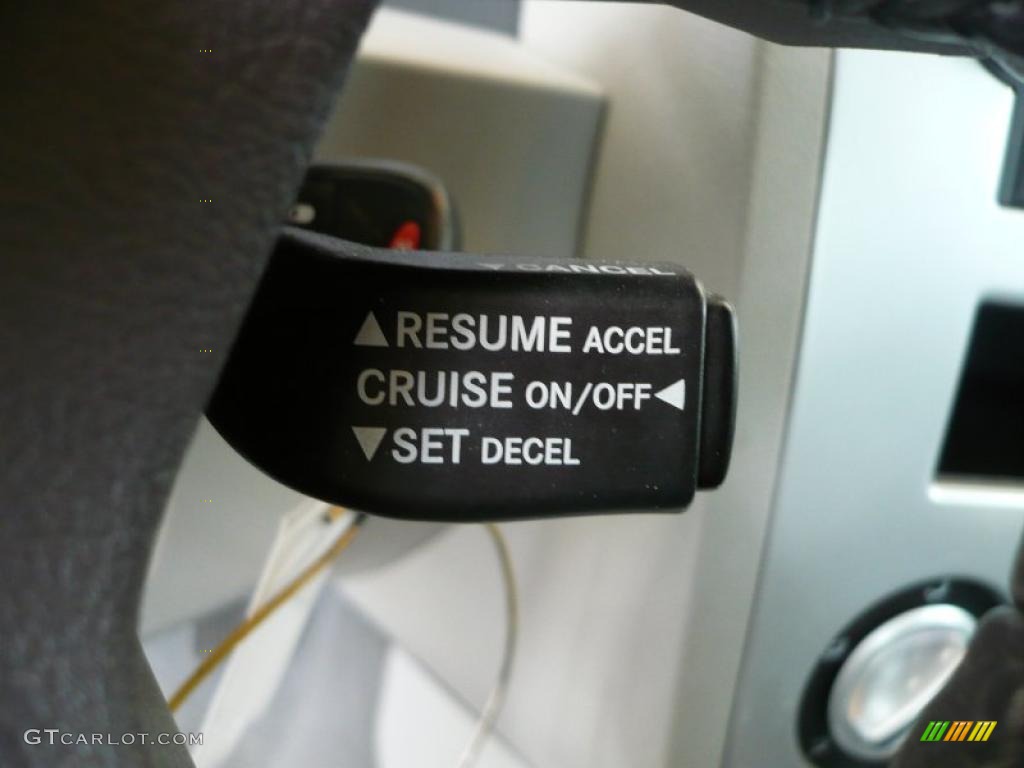 ▼ CANCEL
▲RESUME ACCEL
CRUISE ON/OFF◀
▼SET DECEL
GTCARLOT.COM